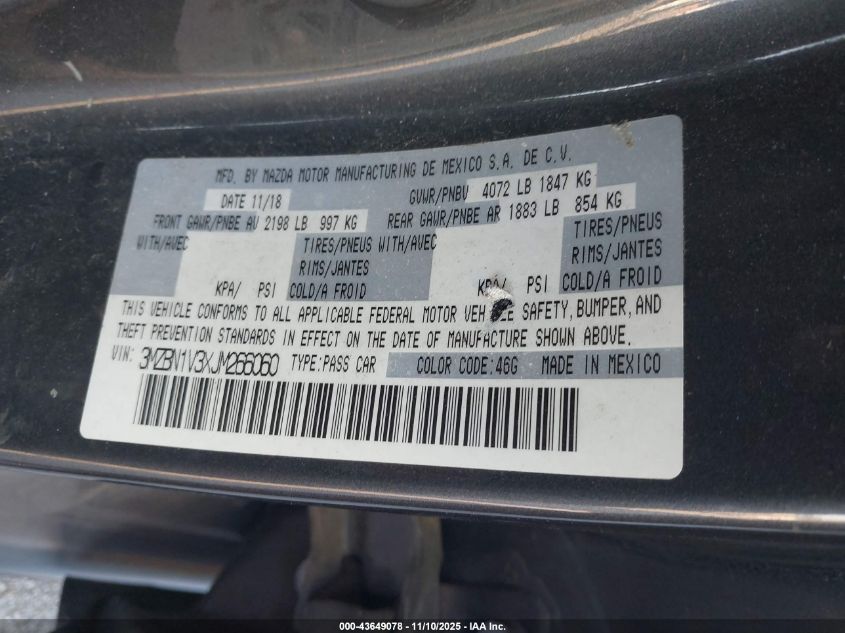 MFD. BY MAZDA MOTOR MANUFACTURING DE MEXICO S.A. DE C.V.
DATE 11/18 GVWR/PNBV 4072 LB 1847 KG
FRONT GAWR/PNBE AV 2198 LB 997 KG REAR GAWR/PNBE AR 1883 LB 854 KG
WITH/AVEC TIRES/PNEUS WITH/AVEC TIRES/PNEUS
RIMS/JANTES RIMS/JANTES
KPA/ PSI COLD/A FROID KPA/ PSI COLD/A FROID
THIS VEHICLE CONFORMS TO ALL APPLICABLE FEDERAL MOTOR SAFETY, BUMPER, AND
THEFT PREVENTION STANDARDS IN EFFECT ON THE DATE OF MANUFACTURE SHOWN ABOVE.
VIN: 3MZBN1V3XJM266060 TYPE:PASS CAR COLOR CODE:46G MADE IN MEXICO
000-43649078 — 11/10/2025 — IAA Inc.